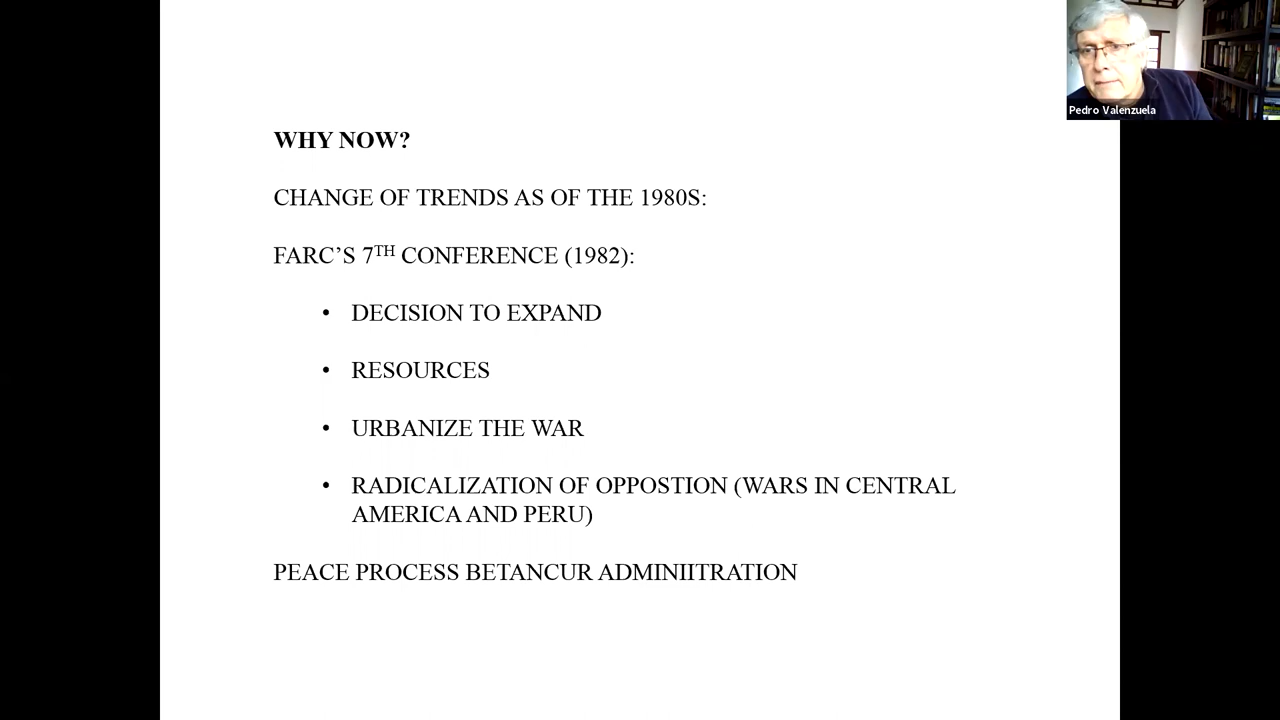 Pedro Valenzuela
WHY NOW?
CHANGE OF TRENDS AS OF THE 1980S:
FARC’S 7TH CONFERENCE (1982):
• DECISION TO EXPAND
• RESOURCES
• URBANIZE THE WAR
• RADICALIZATION OF OPPOSTION (WARS IN CENTRAL
AMERICA AND PERU)
PEACE PROCESS BETANCUR ADMINIITRATION